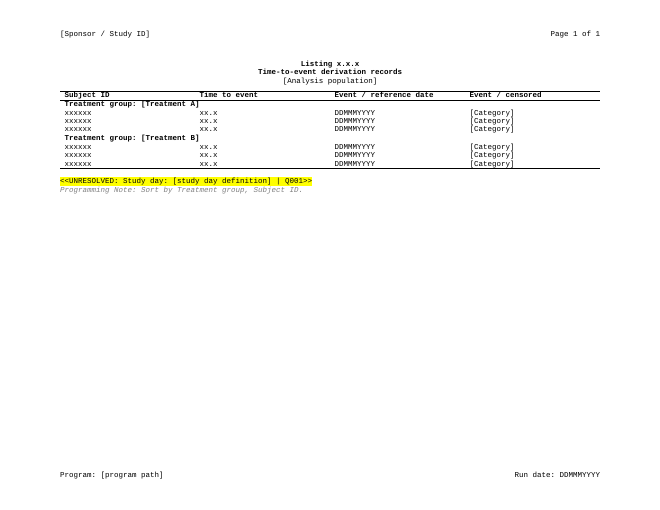 [Sponsor / Study ID] Page 1 of 1
Listing x.x.x
Time-to-event derivation records
[Analysis population]
Subject ID Time to event Event / reference date Event / censored
Treatment group: [Treatment A]
xxxxxx xx.x DDMMMYYYY [Category]
xxxxxx xx.x DDMMMYYYY [Category]
xxxxxx xx.x DDMMMYYYY [Category]
Treatment group: [Treatment B]
xxxxxx xx.x DDMMMYYYY [Category]
xxxxxx xx.x DDMMMYYYY [Category]
xxxxxx xx.x DDMMMYYYY [Category]
<<UNRESOLVED: Study day: [study day definition] | Q001>>
Programming Note: Sort by Treatment group, Subject ID.
Program: [program path] Run date: DDMMMYYYY